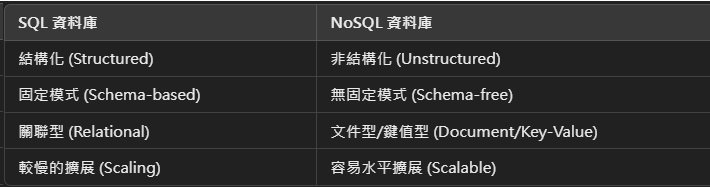 SQL 資料庫 NoSQL 資料庫
結構化 (Structured) 非結構化 (Unstructured)
固定模式 (Schema-based) 無固定模式 (Schema-free)
關聯型 (Relational) 文件型/鍵值型 (Document/Key-Value)
較慢的擴展 (Scaling) 容易水平擴展 (Scalable)